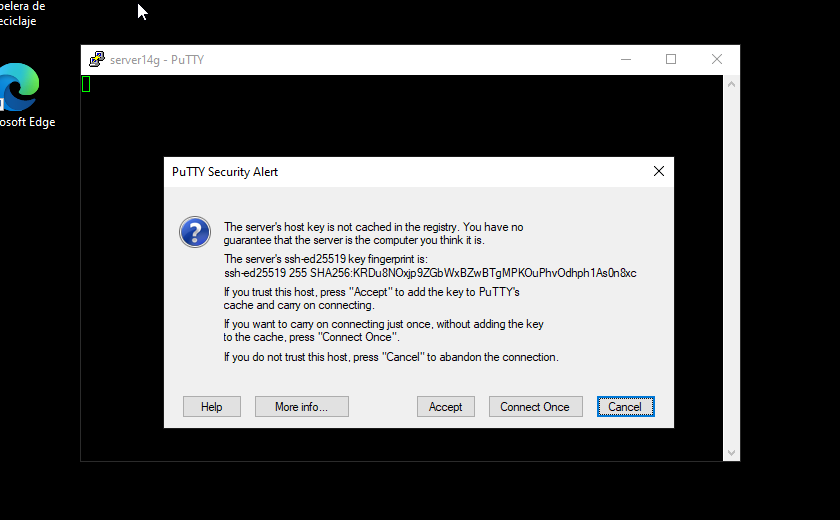 pelera de
eciclaje
osoft Edge
server14g - PuTTY
PuTTY Security Alert
The server's host key is not cached in the registry. You have no
guarantee that the server is the computer you think it is.
The server's ssh-ed25519 key fingerprint is:
ssh-ed25519 255 SHA256:KRDu8NOxjp9ZGbWxBZwBTgMPKOuPhvOdhph1As0n8xc
If you trust this host, press "Accept" to add the key to PuTTY's
cache and carry on connecting.
If you want to carry on connecting just once, without adding the key
to the cache, press "Connect Once".
If you do not trust this host, press "Cancel" to abandon the connection.
Help
More info...
Accept
Connect Once
Cancel